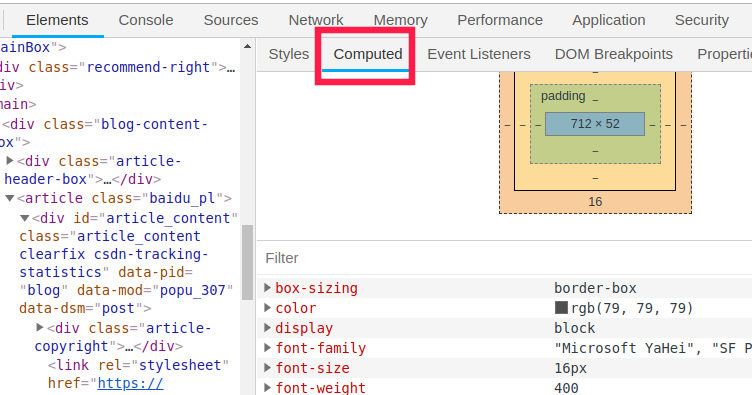 Elements Console Sources Network Memory Performance Application Security
Styles Computed Event Listeners DOM Breakpoints Properti
ainBox">
div class="recommend-right">…
iv>
main>
<div class="blog-content-
ox">
<div class="article-
header-box">…</div>
<article class="baidu_pl">
<div id="article_content"
class="article_content
clearfix csdn-tracking-
statistics" data-pid=
"blog" data-mod="popu_307"
data-dsm="post">
<div class="article-
copyright">…</div>
<link rel="stylesheet"
href="https://
–
padding –
– – – 712 × 52 – – –
–
–
16
Filter
box-sizing border-box
color rgb(79, 79, 79)
display block
font-family "Microsoft YaHei", "SF P
font-size 16px
font-weight 400